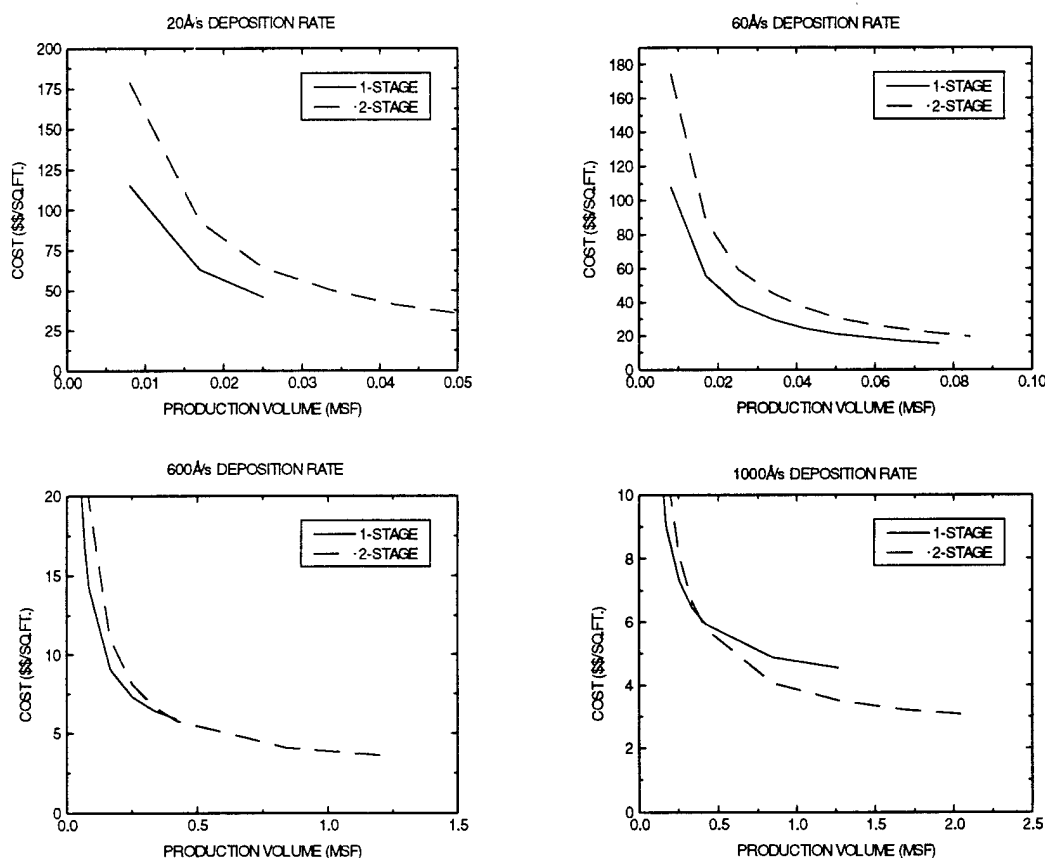 20Å/s DEPOSITION RATE
200
175
150
125
100
75
50
25
0
0.00
0.01
0.02
0.03
0.04
0.05
COST ($$/SQ.FT.)
PRODUCTION VOLUME (MSF)
1-STAGE
2-STAGE
60Å/s DEPOSITION RATE
180
160
140
120
100
80
60
40
20
0
0.00
0.02
0.04
0.06
0.08
0.10
COST ($$/SQ.FT.)
PRODUCTION VOLUME (MSF)
1-STAGE
2-STAGE
600Å/s DEPOSITION RATE
20
15
10
5
0
0.0
0.5
1.0
1.5
COST ($$/SQ.FT.)
PRODUCTION VOLUME (MSF)
1-STAGE
2-STAGE
1000Å/s DEPOSITION RATE
10
8
6
4
2
0
0.0
0.5
1.0
1.5
2.0
2.5
COST ($$/SQ.FT.)
PRODUCTION VOLUME (MSF)
1-STAGE
2-STAGE